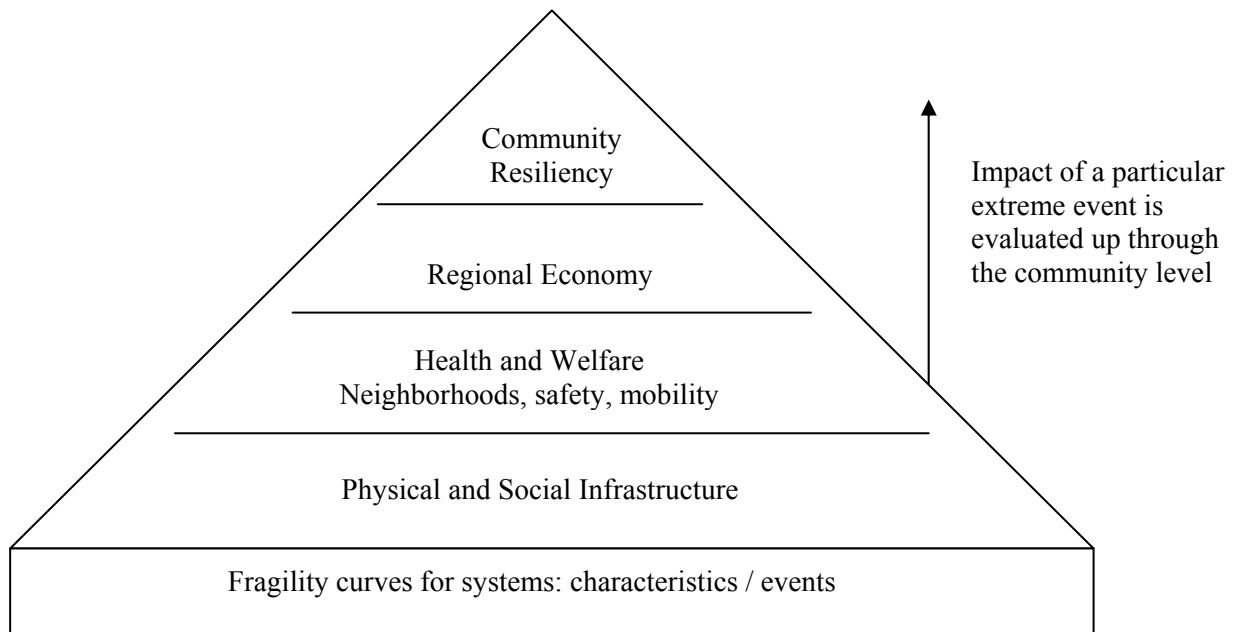 Community
Resiliency
Regional Economy
Health and Welfare
Neighborhoods, safety, mobility
Physical and Social Infrastructure
Fragility curves for systems: characteristics / events
Impact of a particular
extreme event is
evaluated up through
the community level